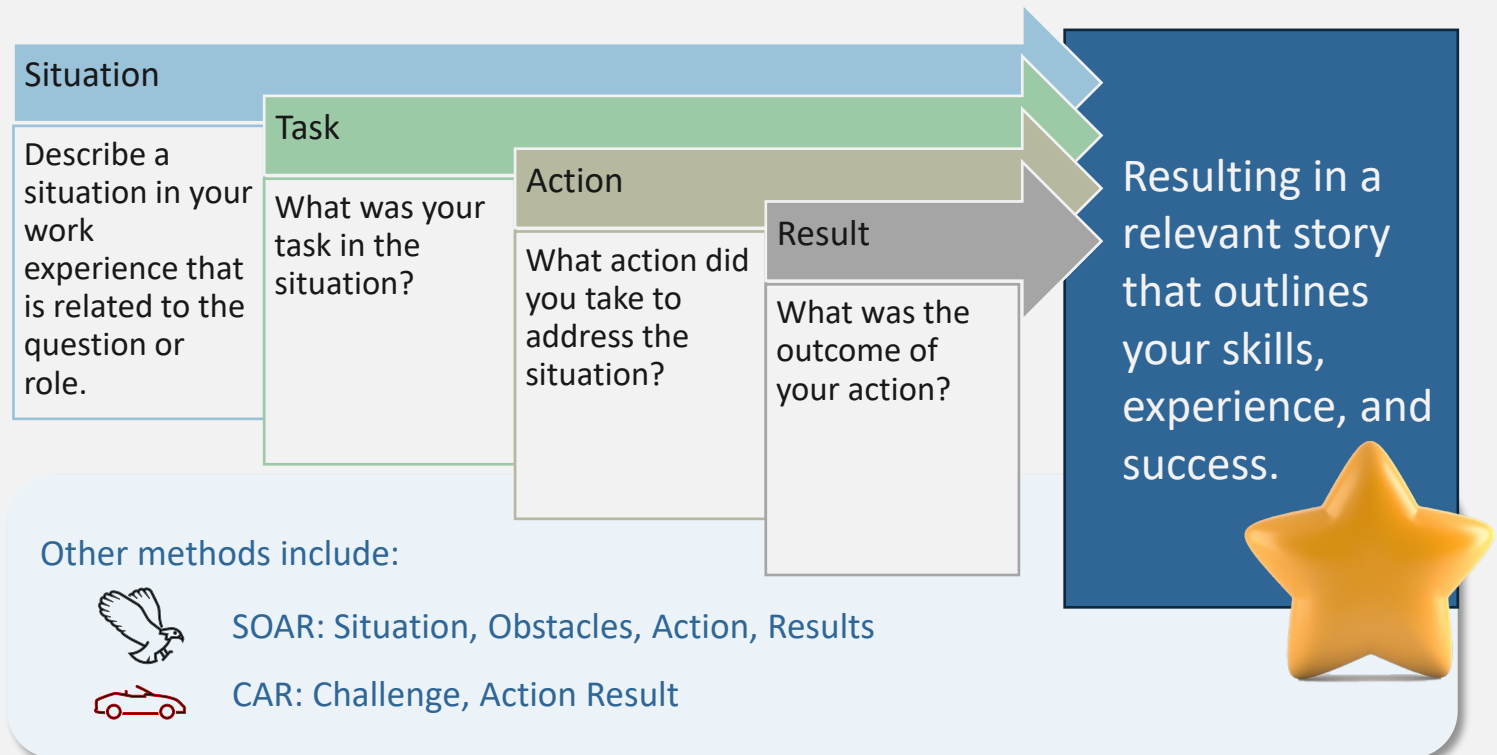 Situation
Describe a
situation in your
work
experience that
is related to the
question or
role.
Task
What was your
task in the
situation?
Action
What action did
you take to
address the
situation?
Result
What was the
outcome of
your action?
Resulting in a
relevant story
that outlines
your skills,
experience, and
success.
Other methods include:
SOAR: Situation, Obstacles, Action, Results
CAR: Challenge, Action Result